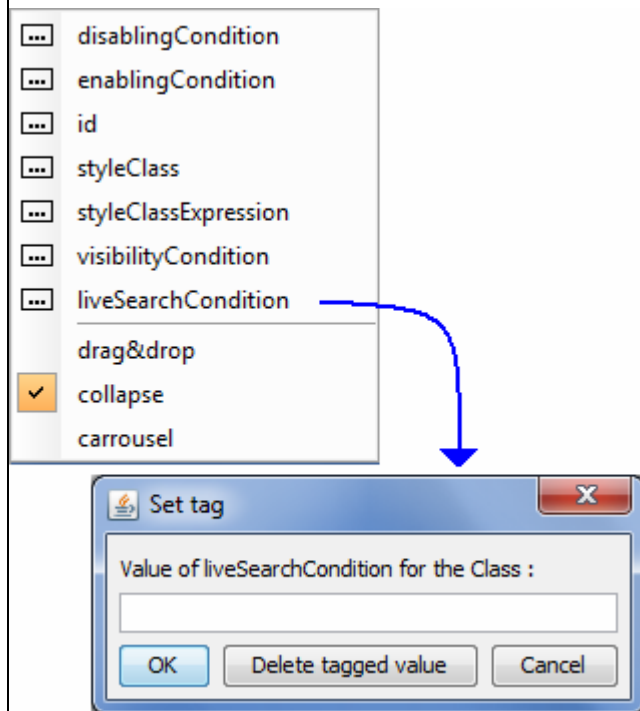 disablingCondition
enablingCondition
id
styleClass
styleClassExpression
visibilityCondition
liveSearchCondition
drag&drop
collapse
carrousel
Set tag
Value of liveSearchCondition for the Class :
OK Delete tagged value Cancel